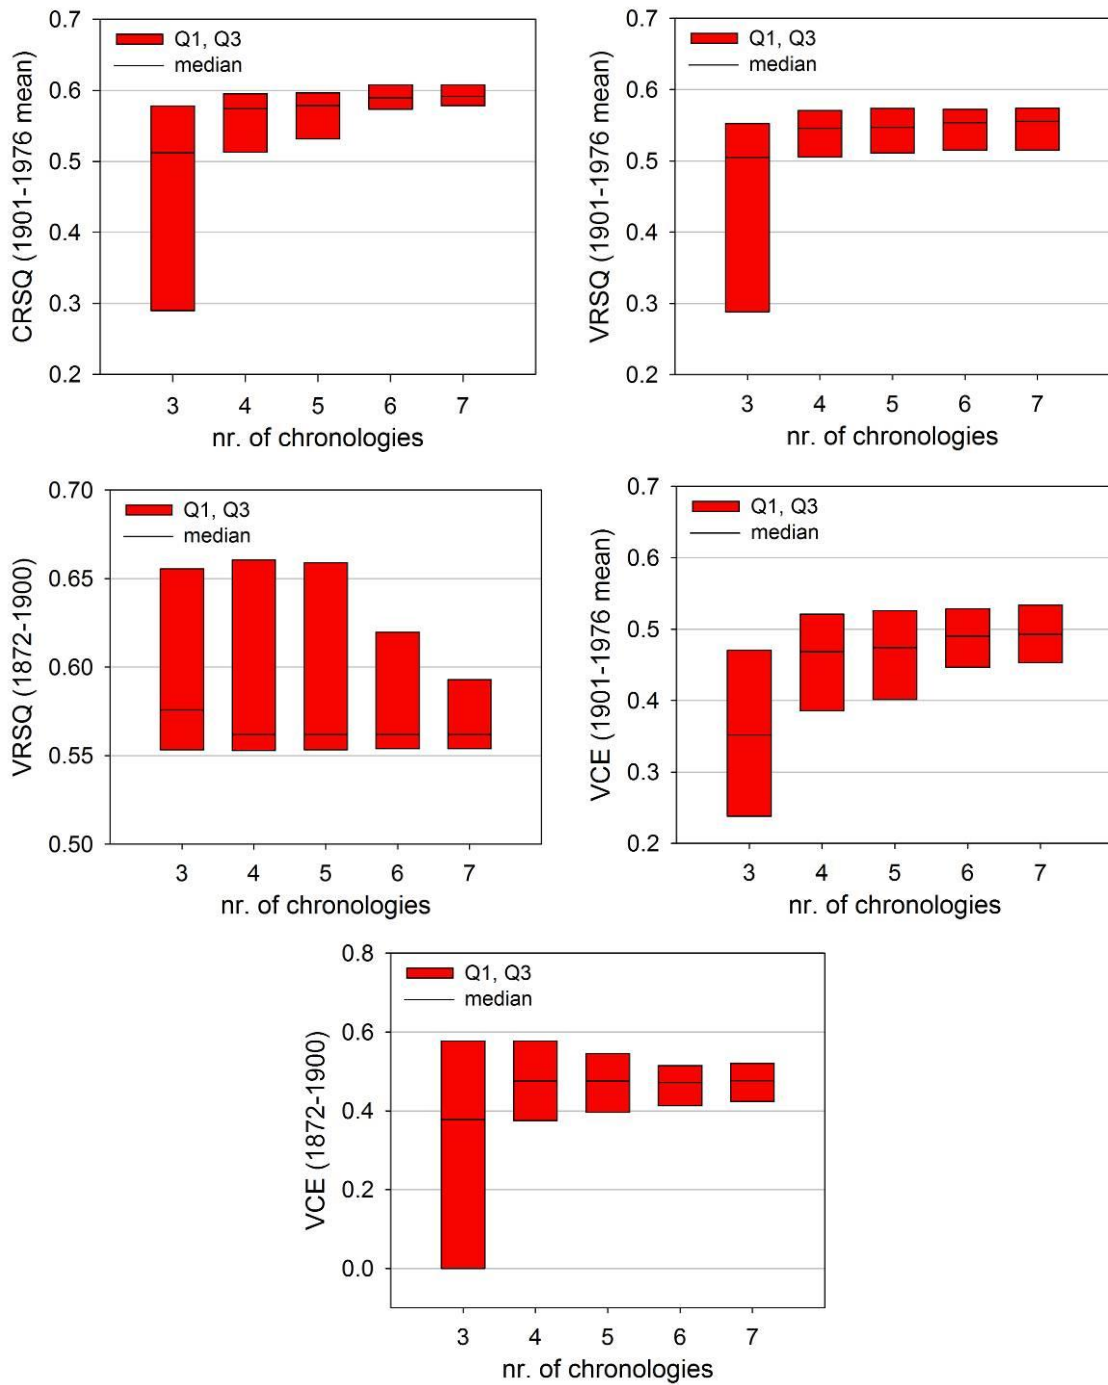 CRSQ (1901-1976 mean)
0.7
0.6
0.5
0.4
0.3
0.2
Q1, Q3
median
3 4 5 6 7
nr. of chronologies
VRSQ (1901-1976 mean)
0.7
0.6
0.5
0.4
0.3
0.2
Q1, Q3
median
3 4 5 6 7
nr. of chronologies
VRSQ (1872-1900)
0.70
0.65
0.60
0.55
0.50
Q1, Q3
median
3 4 5 6 7
nr. of chronologies
VCE (1901-1976 mean)
0.7
0.6
0.5
0.4
0.3
0.2
Q1, Q3
median
3 4 5 6 7
nr. of chronologies
VCE (1872-1900)
0.8
0.6
0.4
0.2
0.0
Q1, Q3
median
3 4 5 6 7
nr. of chronologies